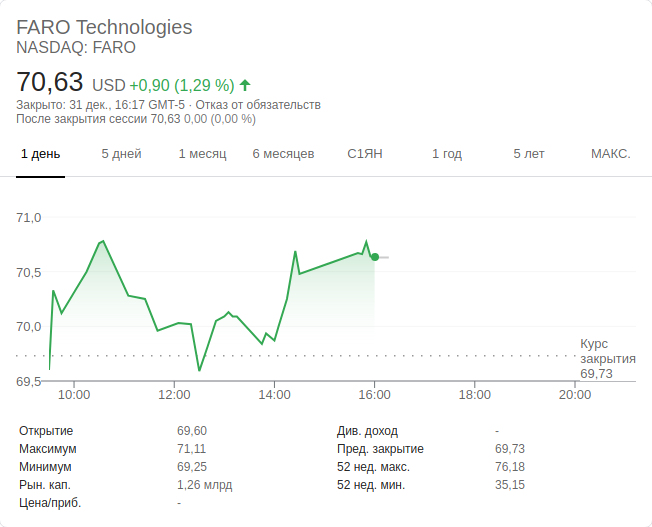 FARO Technologies
NASDAQ: FARO
70,63 USD +0,90 (1,29 %)
Закрыто: 31 дек., 16:17 GMT-5 · Отказ от обязательств
После закрытия сессии 70,63 0,00 (0,00 %)
1 день 5 дней 1 месяц 6 месяцев С1ЯН 1 год 5 лет МАКС.
71,0
70,5
70,0
Курс
закрытия
69,73
69,5
10:00 12:00 14:00 16:00 18:00 20:00
Открытие 69,60 Див. доход -
Максимум 71,11 Пред. закрытие 69,73
Минимум 69,25 52 нед. макс. 76,18
Рын. кап. 1,26 млрд 52 нед. мин. 35,15
Цена/приб. -